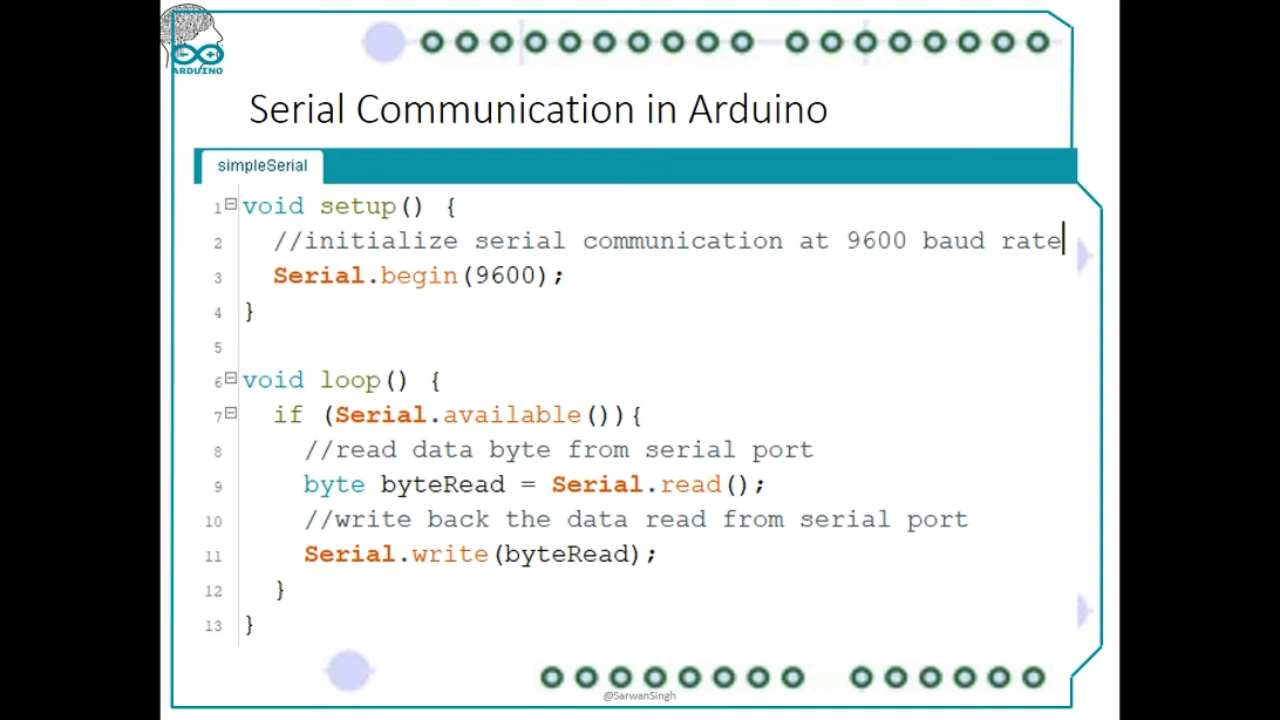 ARDUINO
Serial Communication in Arduino
simpleSerial
1 void setup() {
2 //initialize serial communication at 9600 baud rate
3 Serial.begin(9600);
4 }
5
6 void loop() {
7 if (Serial.available()){
8 //read data byte from serial port
9 byte byteRead = Serial.read();
10 //write back the data read from serial port
11 Serial.write(byteRead);
12 }
13 }
@SarwanSingh